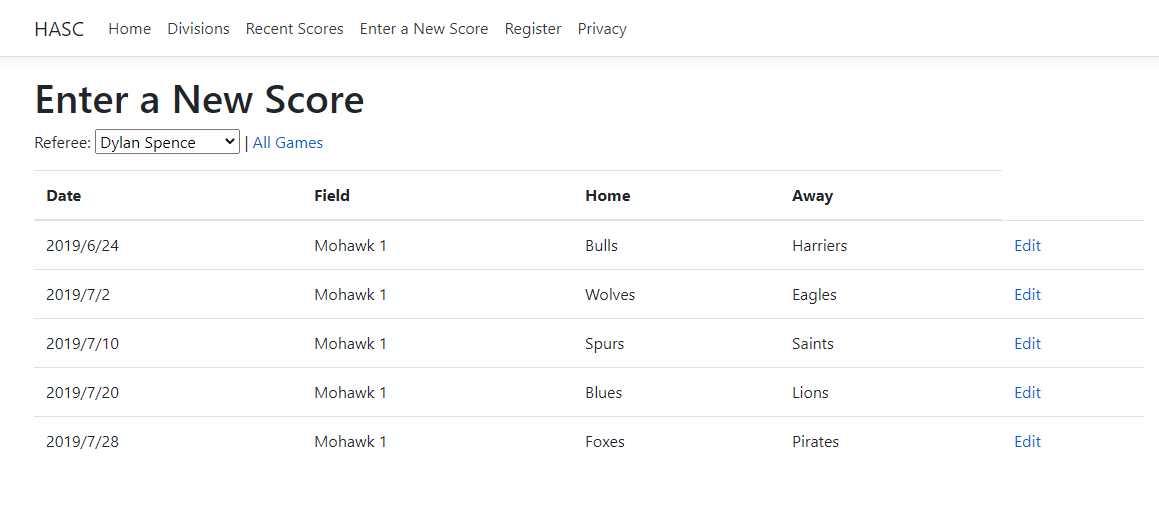 HASC Home Divisions Recent Scores Enter a New Score Register Privacy
Enter a New Score
Referee: Dylan Spence | All Games
Date Field Home Away
2019/6/24 Mohawk 1 Bulls Harriers Edit
2019/7/2 Mohawk 1 Wolves Eagles Edit
2019/7/10 Mohawk 1 Spurs Saints Edit
2019/7/20 Mohawk 1 Blues Lions Edit
2019/7/28 Mohawk 1 Foxes Pirates Edit